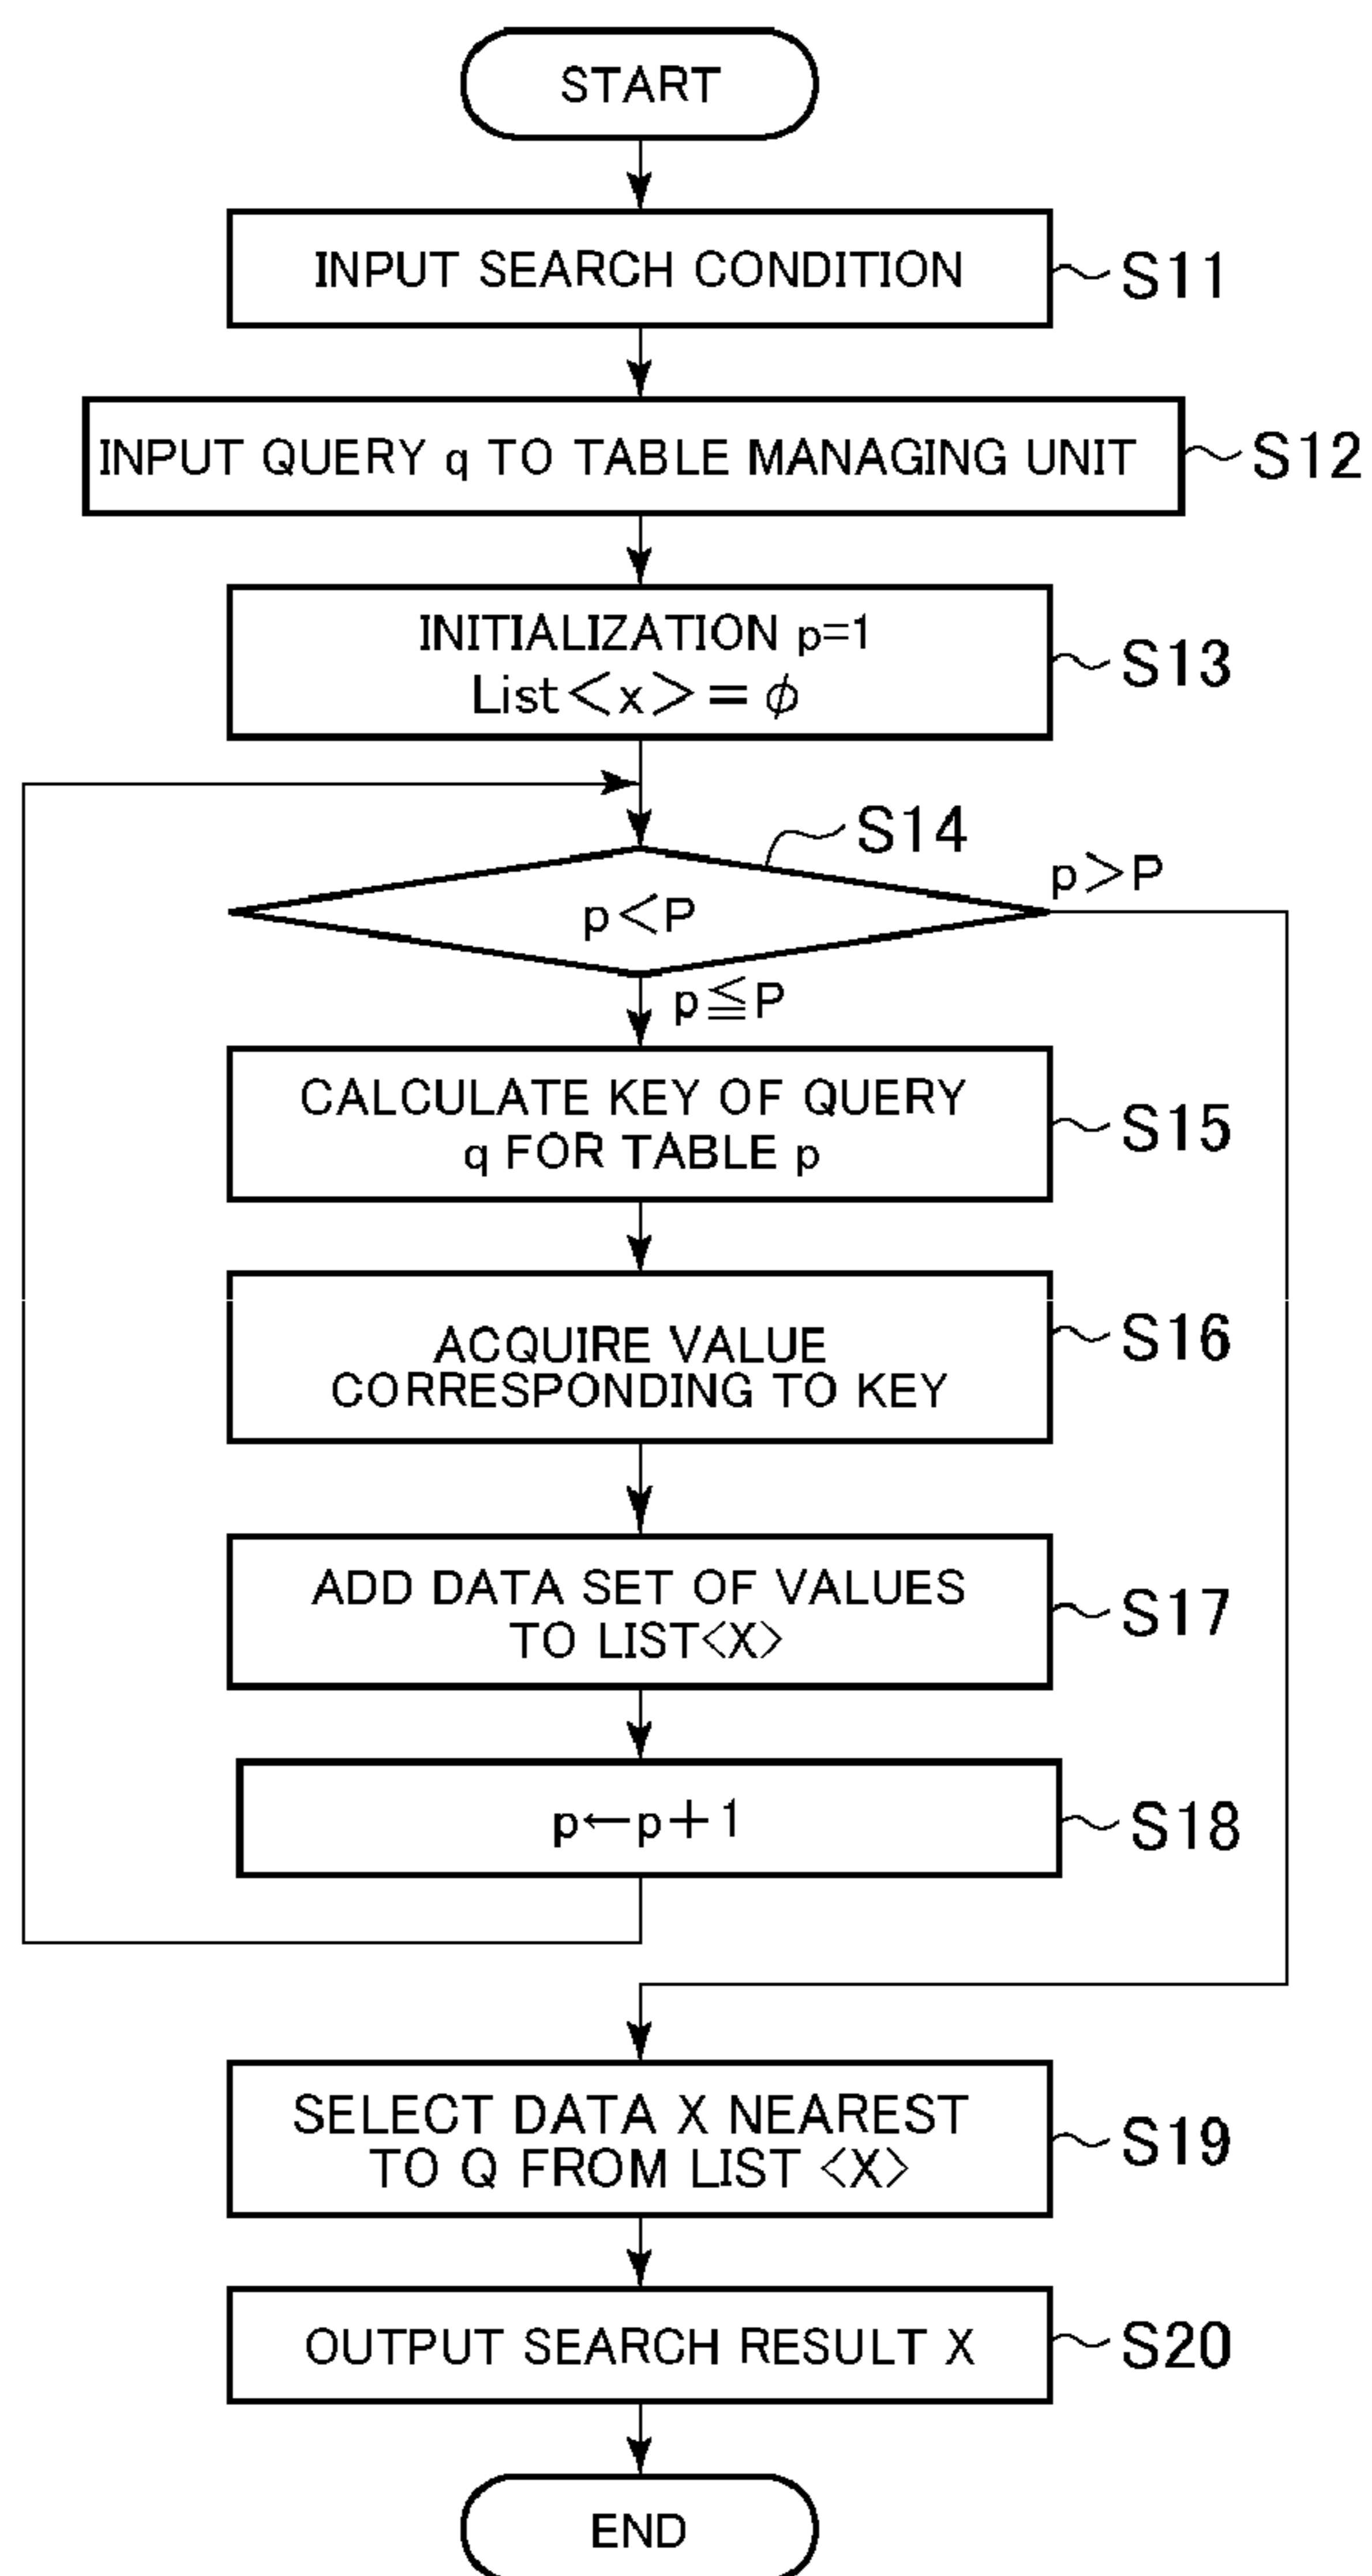 START
INPUT SEARCH CONDITION
S11
INPUT QUERY q TO TABLE MANAGING UNIT
S12
INITIALIZATION p=1
List<x>=ϕ
S13
S14
p<P
p>P
p≦P
CALCULATE KEY OF QUERY
q FOR TABLE p
S15
ACQUIRE VALUE
CORRESPONDING TO KEY
S16
ADD DATA SET OF VALUES
TO LIST<X>
S17
p←p+1
S18
SELECT DATA X NEAREST
TO Q FROM LIST <X>
S19
OUTPUT SEARCH RESULT X
S20
END